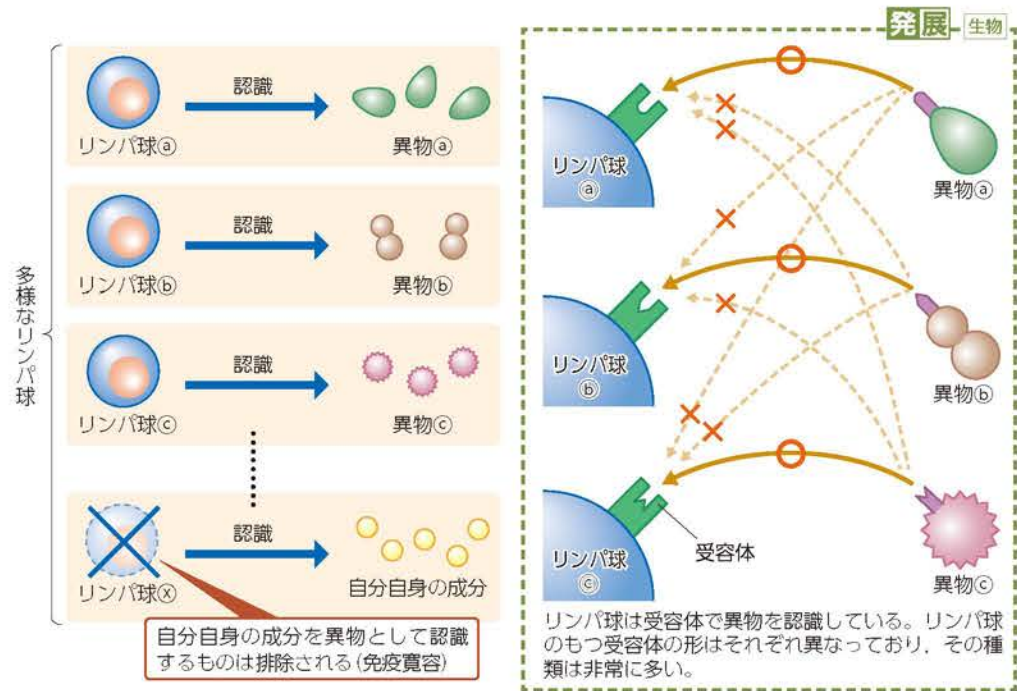 多様なリンパ球
認識
リンパ球ⓐ
異物ⓐ
認識
リンパ球ⓑ
異物ⓑ
認識
リンパ球ⓒ
異物ⓒ
認識
リンパ球ⓧ
自分自身の成分
自分自身の成分を異物として認識
するものは排除される(免疫寛容)
発展 生物
リンパ球
ⓐ
異物ⓐ
リンパ球
ⓑ
異物ⓑ
受容体
リンパ球
ⓒ
異物ⓒ
リンパ球は受容体で異物を認識している。リンパ球
のもつ受容体の形はそれぞれ異なっており，その種
類は非常に多い。